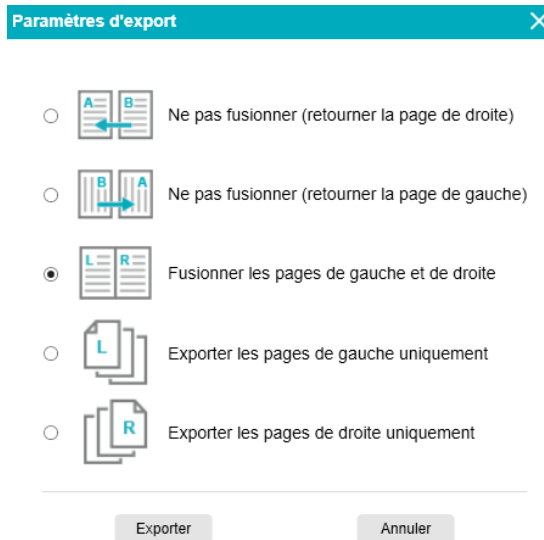 Paramètres d'export
A B
Ne pas fusionner (retourner la page de droite)
B A
Ne pas fusionner (retourner la page de gauche)
L R
Fusionner les pages de gauche et de droite
L
Exporter les pages de gauche uniquement
R
Exporter les pages de droite uniquement
Exporter Annuler